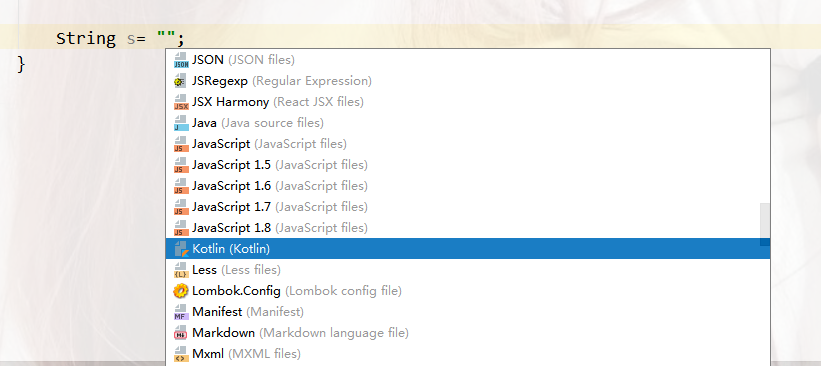 String s= "";
}
JSON (JSON files)
JSRegexp (Regular Expression)
JSX Harmony (React JSX files)
Java (Java source files)
JavaScript (JavaScript files)
JavaScript 1.5 (JavaScript files)
JavaScript 1.6 (JavaScript files)
JavaScript 1.7 (JavaScript files)
JavaScript 1.8 (JavaScript files)
Kotlin (Kotlin)
Less (Less files)
Lombok.Config (Lombok config file)
Manifest (Manifest)
Markdown (Markdown language file)
Mxml (MXML files)